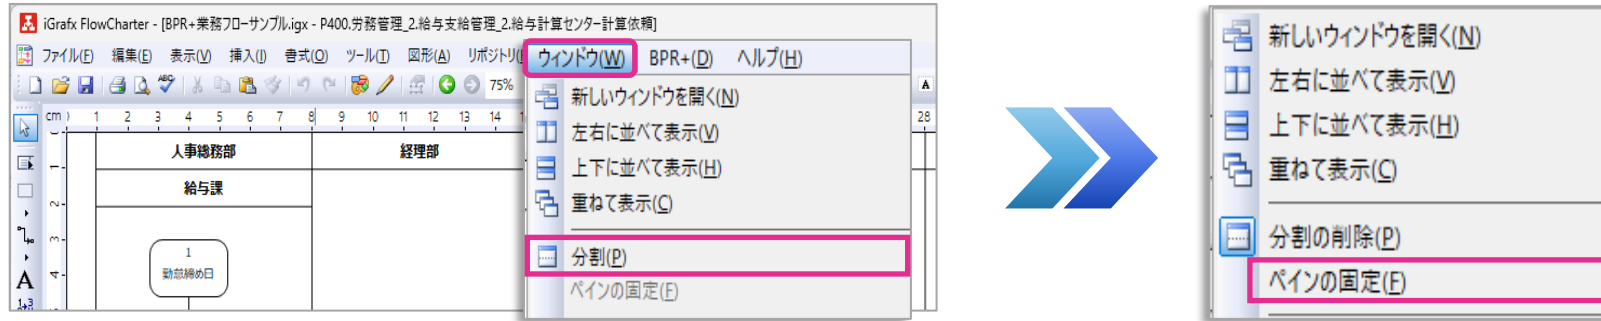 iGrafx FlowCharter - [BPR+業務フローサンプル.igx - P400.労務管理_2.給与支給管理_2.給与計算センター計算依頼]
ファイル(F) 編集(E) 表示(V) 挿入(I) 書式(O) ツール(T) 図形(A) リポジトリ( ウィンドウ(W) BPR+(D) ヘルプ(H)
ABC 75% A
cm 1 2 3 4 5 6 7 8 9 10 11 12 13 14 28
人事総務部 経理部
給与課
1
勤怠締め日
1 2 3 4
A
新しいウィンドウを開く(N)
左右に並べて表示(V)
上下に並べて表示(H)
重ねて表示(C)
分割(P)
ペインの固定(F)
新しいウィンドウを開く(N)
左右に並べて表示(V)
上下に並べて表示(H)
重ねて表示(C)
分割の削除(P)
ペインの固定(F)